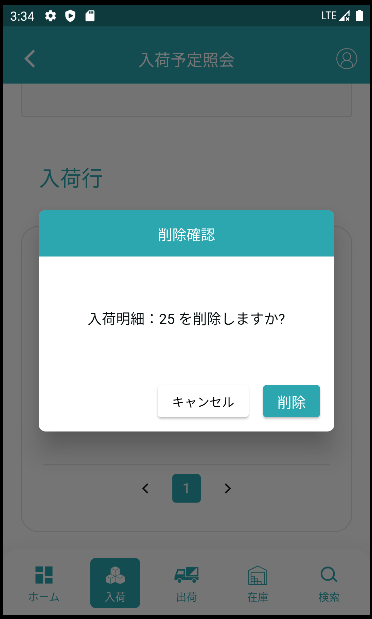 3:34
LTE
入荷予定照会
入荷行
削除確認
入荷明細：25 を削除しますか?
キャンセル
削除
1
ホーム
入荷
出荷
在庫
検索